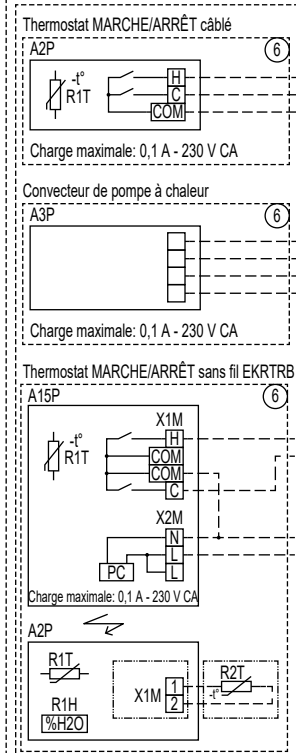 Thermostat MARCHE/ARRÊT câblé
A2P
6
-t°
R1T
H
C
COM
Charge maximale: 0,1 A - 230 V CA
Convecteur de pompe à chaleur
A3P
6
Charge maximale: 0,1 A - 230 V CA
Thermostat MARCHE/ARRÊT sans fil EKRTRB
A15P
6
X1M
-t°
R1T
H
COM
COM
C
X2M
N
L
L
PC
Charge maximale: 0,1 A - 230 V CA
A2P
R1T
-t°
R1H
%H2O
X1M
1
2
R2T
-t°